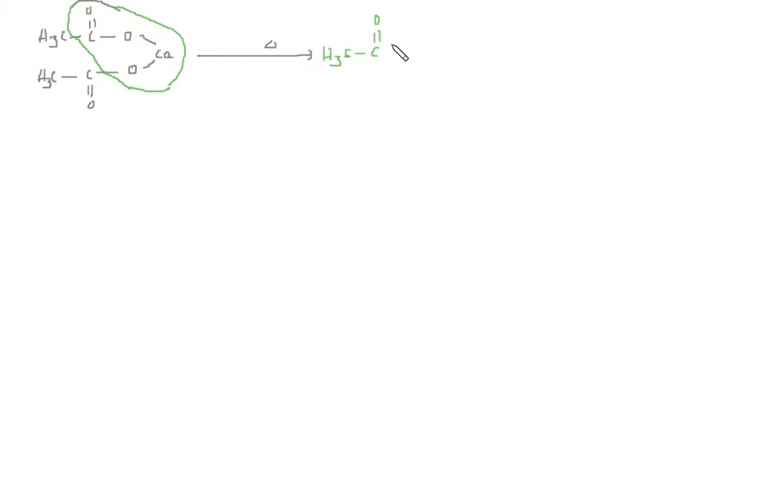 O O
|| ||
H3C – C – O Δ H3C – C
Ca
H3C – C – O
||
O